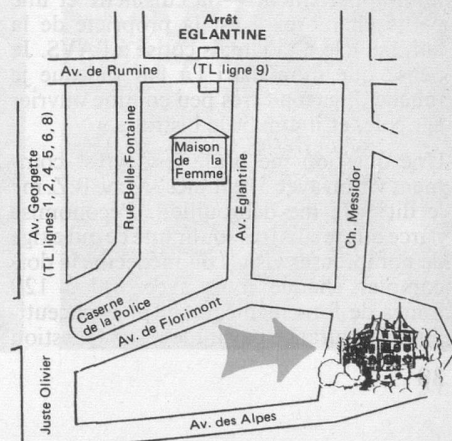 Arrêt
EGLANTINE
Av. de Rumine
(TL ligne 9)
Av. Georgette
(TL lignes 1, 2, 4, 5, 6, 8)
Rue Belle-Fontaine
Maison
de la
Femme
Av. Eglantine
Ch. Messidor
Caserne
de la Police
Av. de Florimont
Juste Olivier
Av. des Alpes